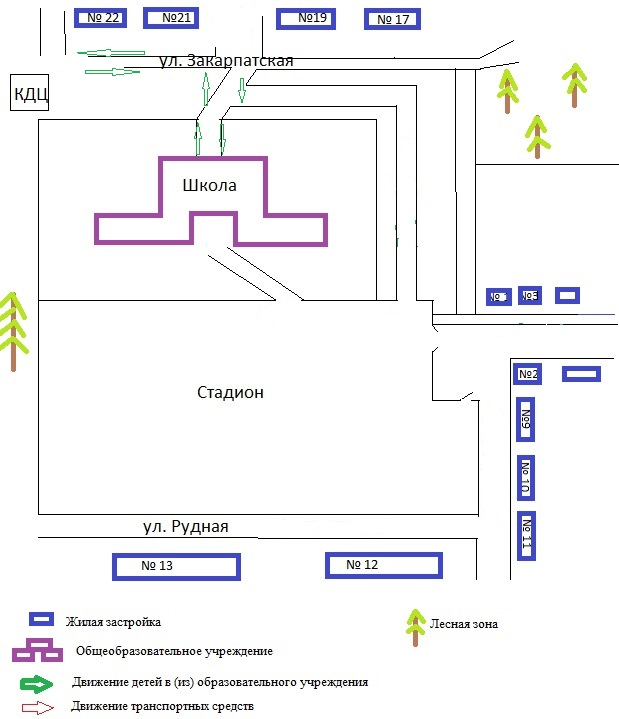 № 22 №21 №19 № 17
ул. Закарпатская
КДЦ
Школа
№3
№2
Стадион
№9
№ 10
№ 11
ул. Рудная
№ 13 № 12
Жилая застройка
Лесная зона
Общеобразовательное учреждение
Движение детей в (из) образовательного учреждения
Движение транспортных средств